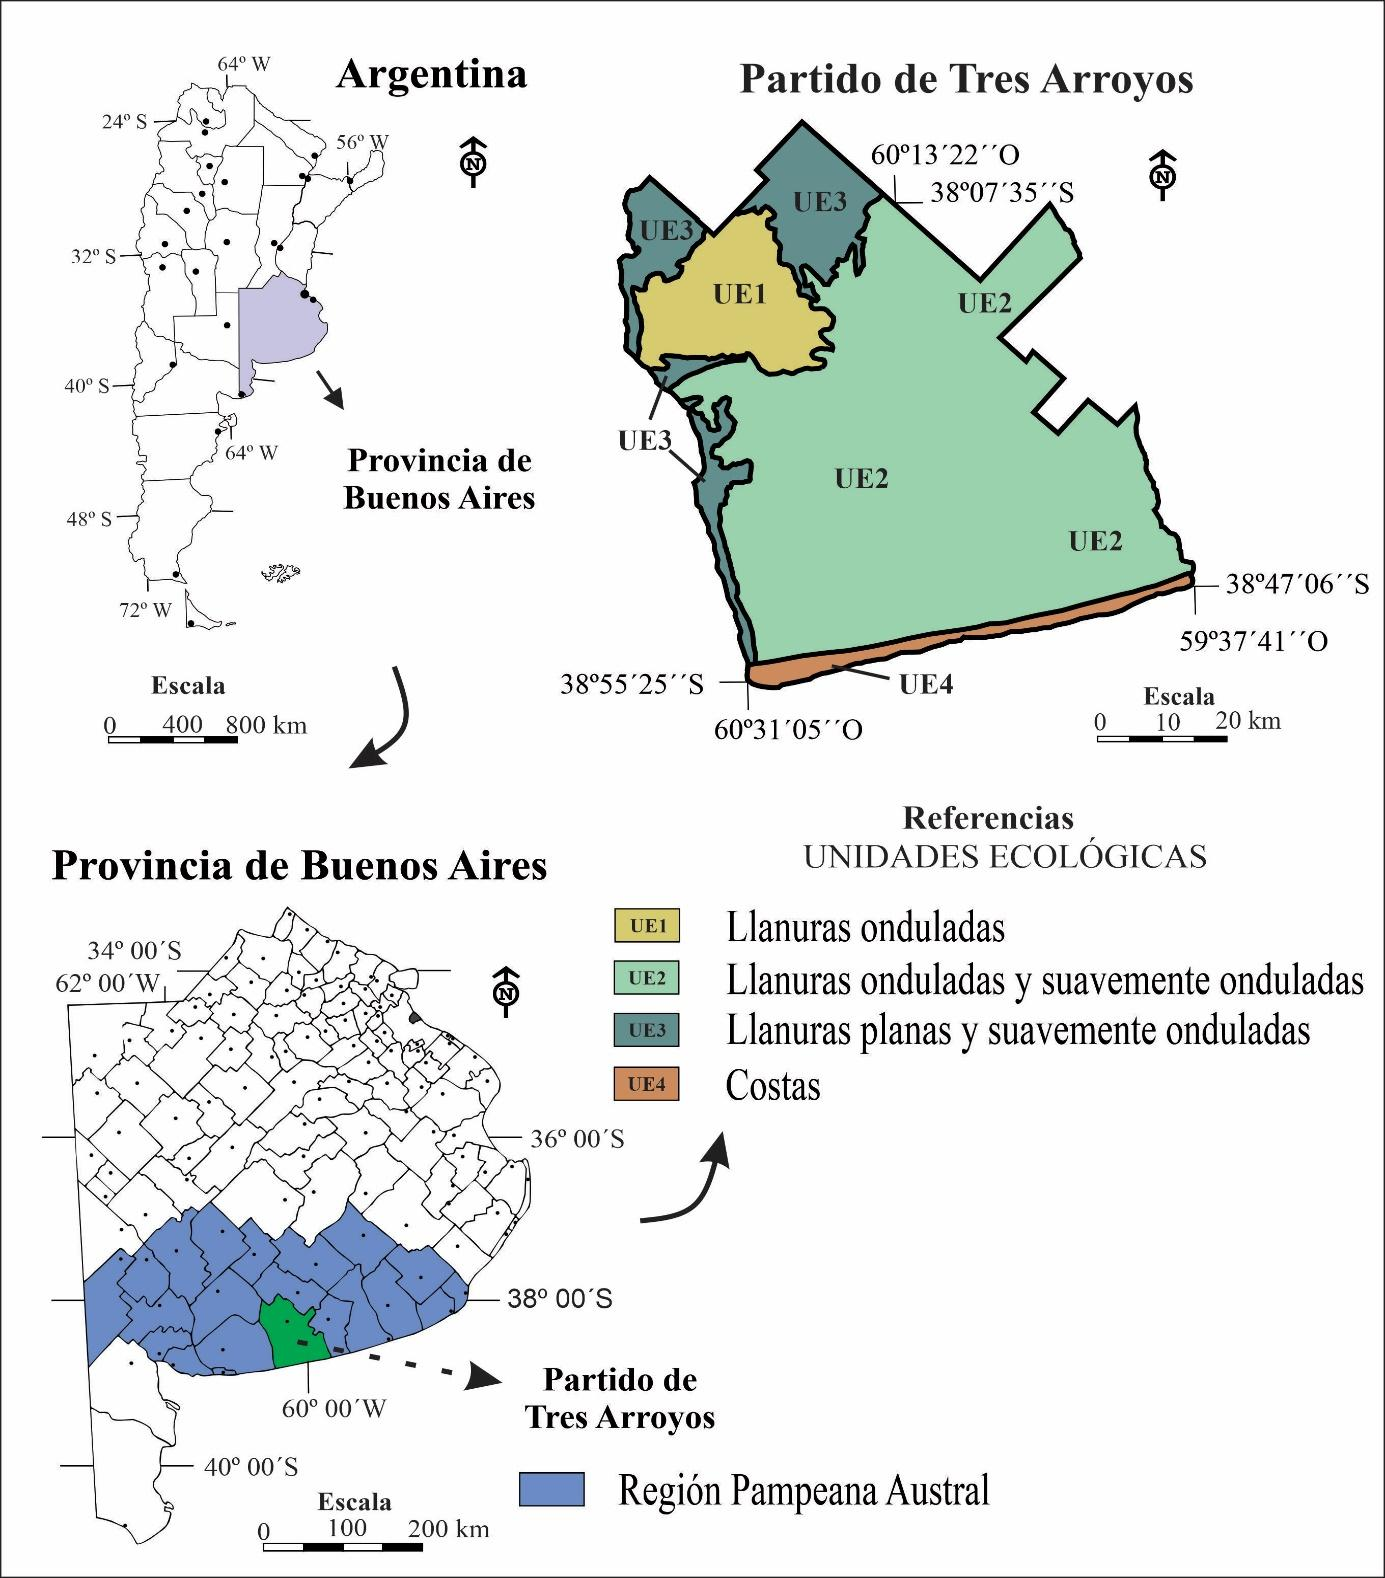 Argentina
64º W
24º S
56º W
N
32º S
40º S
64º W
48º S
72º W
Provincia de
Buenos Aires
Escala
0 400 800 km
Partido de Tres Arroyos
60º13´22´´O
38º07´35´´S
N
UE3
UE3
UE1
UE2
UE3
UE2
UE2
38º47´06´´S
59º37´41´´O
38º55´25´´S
UE4
60º31´05´´O
Escala
0 10 20 km
Referencias
UNIDADES ECOLÓGICAS
UE1 Llanuras onduladas
UE2 Llanuras onduladas y suavemente onduladas
UE3 Llanuras planas y suavemente onduladas
UE4 Costas
Provincia de Buenos Aires
34º 00´S
62º 00´W
N
36º 00´S
38º 00´S
60º 00´W
Partido de
Tres Arroyos
40º 00´S
Región Pampeana Austral
Escala
0 100 200 km